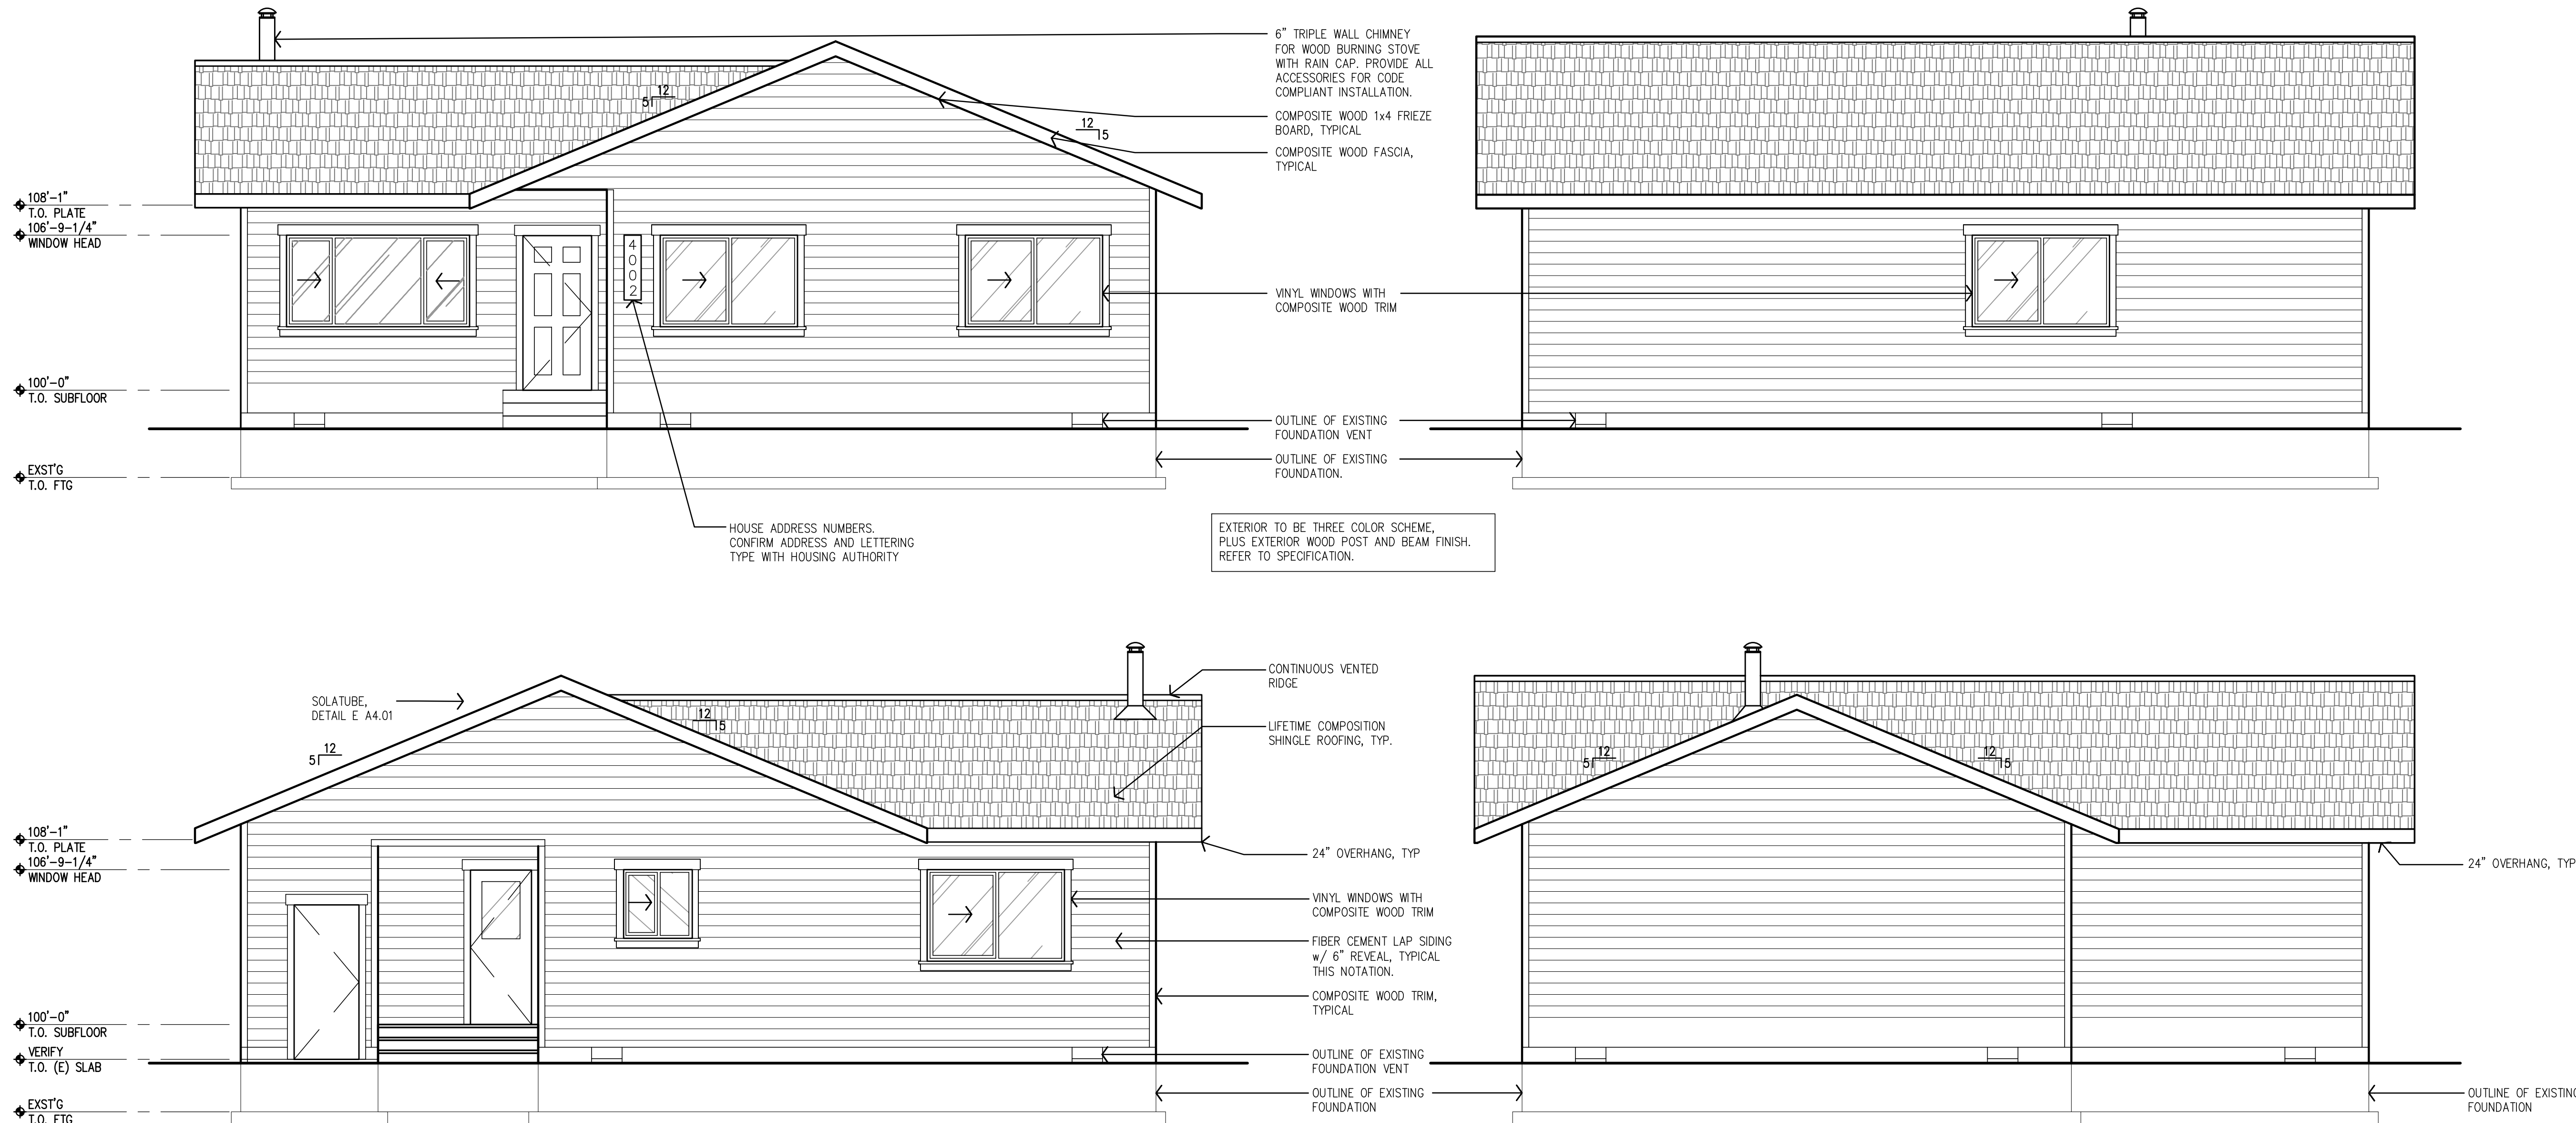 6" TRIPLE WALL CHIMNEY
FOR WOOD BURNING STOVE
WITH RAIN CAP. PROVIDE ALL
ACCESSORIES FOR CODE
COMPLIANT INSTALLATION.
12
5
COMPOSITE WOOD 1x4 FRIEZE
BOARD, TYPICAL
12
5
COMPOSITE WOOD FASCIA,
TYPICAL
108'-1"
T.O. PLATE
106'-9-1/4"
WINDOW HEAD
4
0
0
2
VINYL WINDOWS WITH
COMPOSITE WOOD TRIM
100'-0"
T.O. SUBFLOOR
OUTLINE OF EXISTING
FOUNDATION VENT
OUTLINE OF EXISTING
FOUNDATION.
EXST'G
T.O. FTG
HOUSE ADDRESS NUMBERS.
CONFIRM ADDRESS AND LETTERING
TYPE WITH HOUSING AUTHORITY
EXTERIOR TO BE THREE COLOR SCHEME,
PLUS EXTERIOR WOOD POST AND BEAM FINISH.
REFER TO SPECIFICATION.
SOLATUBE,
DETAIL E A4.01
CONTINUOUS VENTED
RIDGE
12
5
12
5
LIFETIME COMPOSITION
SHINGLE ROOFING, TYP.
12
5
12
5
108'-1"
T.O. PLATE
106'-9-1/4"
WINDOW HEAD
24" OVERHANG, TYP
24" OVERHANG, TYP
VINYL WINDOWS WITH
COMPOSITE WOOD TRIM
FIBER CEMENT LAP SIDING
w/ 6" REVEAL, TYPICAL
THIS NOTATION.
COMPOSITE WOOD TRIM,
TYPICAL
100'-0"
T.O. SUBFLOOR
VERIFY
T.O. (E) SLAB
OUTLINE OF EXISTING
FOUNDATION VENT
OUTLINE OF EXISTING
FOUNDATION
OUTLINE OF EXISTING
FOUNDATION
EXST'G
T.O. FTG